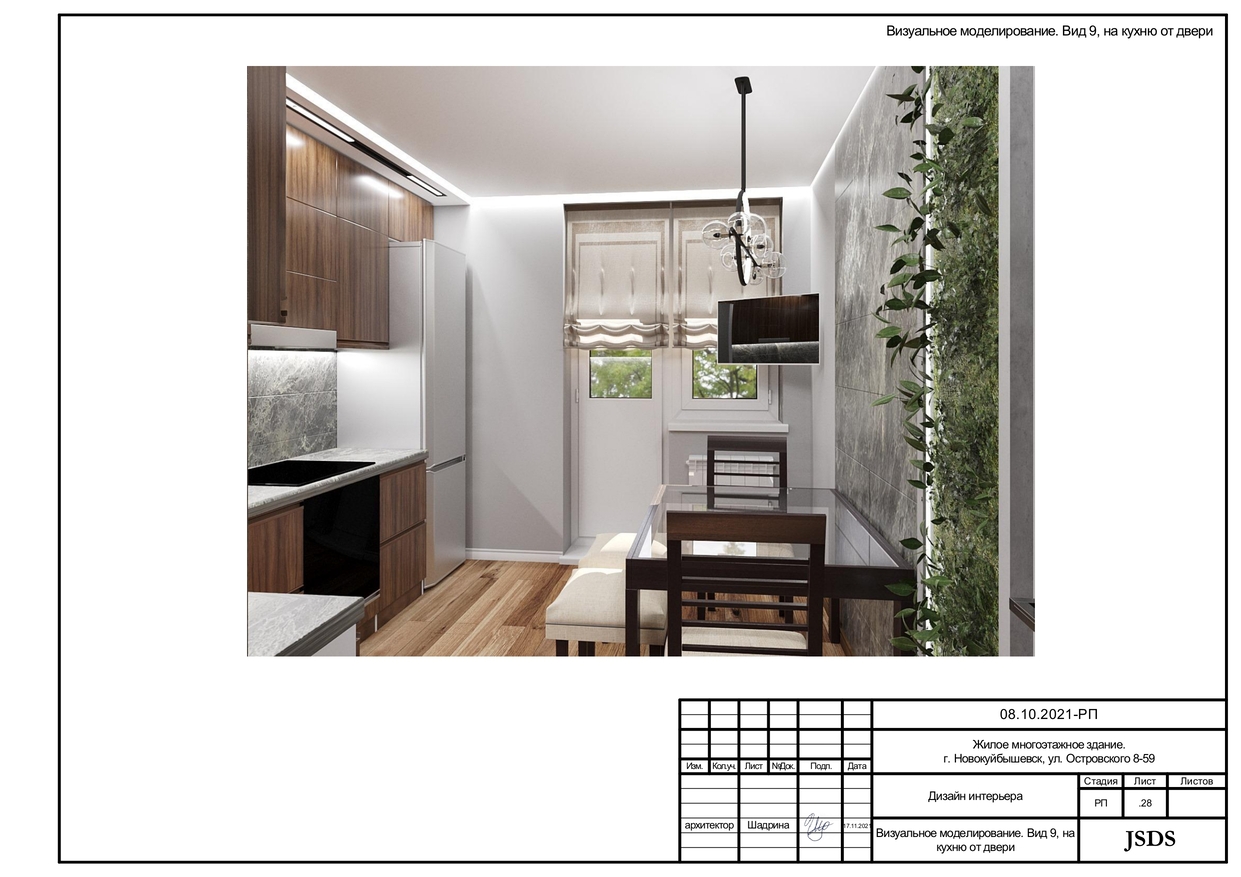 Визуальное моделирование. Вид 9, на кухню от двери
08.10.2021-РП
Жилое многоэтажное здание.
г. Новокуйбышевск, ул. Островского 8-59
Изм. Кол.уч. Лист №Док. Подп. Дата
Дизайн интерьера
Стадия Лист Листов
РП .28
архитектор Шадрина 17.11.2021
Визуальное моделирование. Вид 9, на
кухню от двери
JSDS